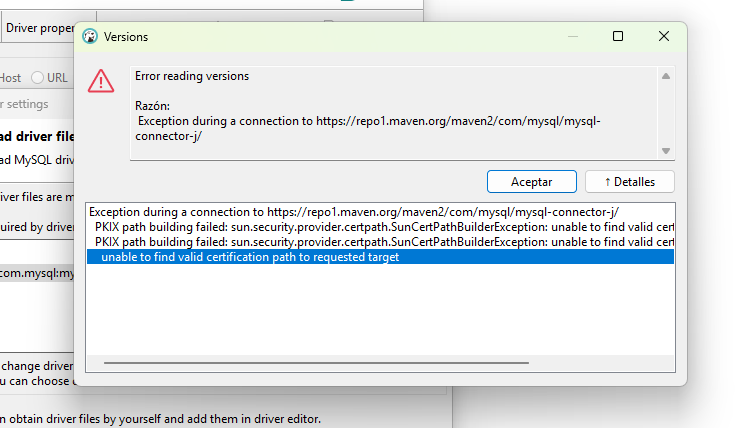 Driver proper
Versions
Host
URL
r settings
Error reading versions
Razón:
Exception during a connection to https://repo1.maven.org/maven2/com/mysql/mysql-
connector-j/
ad driver file
ad MySQL driv
Aceptar
↑ Detalles
iver files are m
quired by driver
com.mysql:my
Exception during a connection to https://repo1.maven.org/maven2/com/mysql/mysql-connector-j/
PKIX path building failed: sun.security.provider.certpath.SunCertPathBuilderException: unable to find valid cert
PKIX path building failed: sun.security.provider.certpath.SunCertPathBuilderException: unable to find valid cert
unable to find valid certification path to requested target
change driver
u can choose
n obtain driver files by yourself and add them in driver editor.